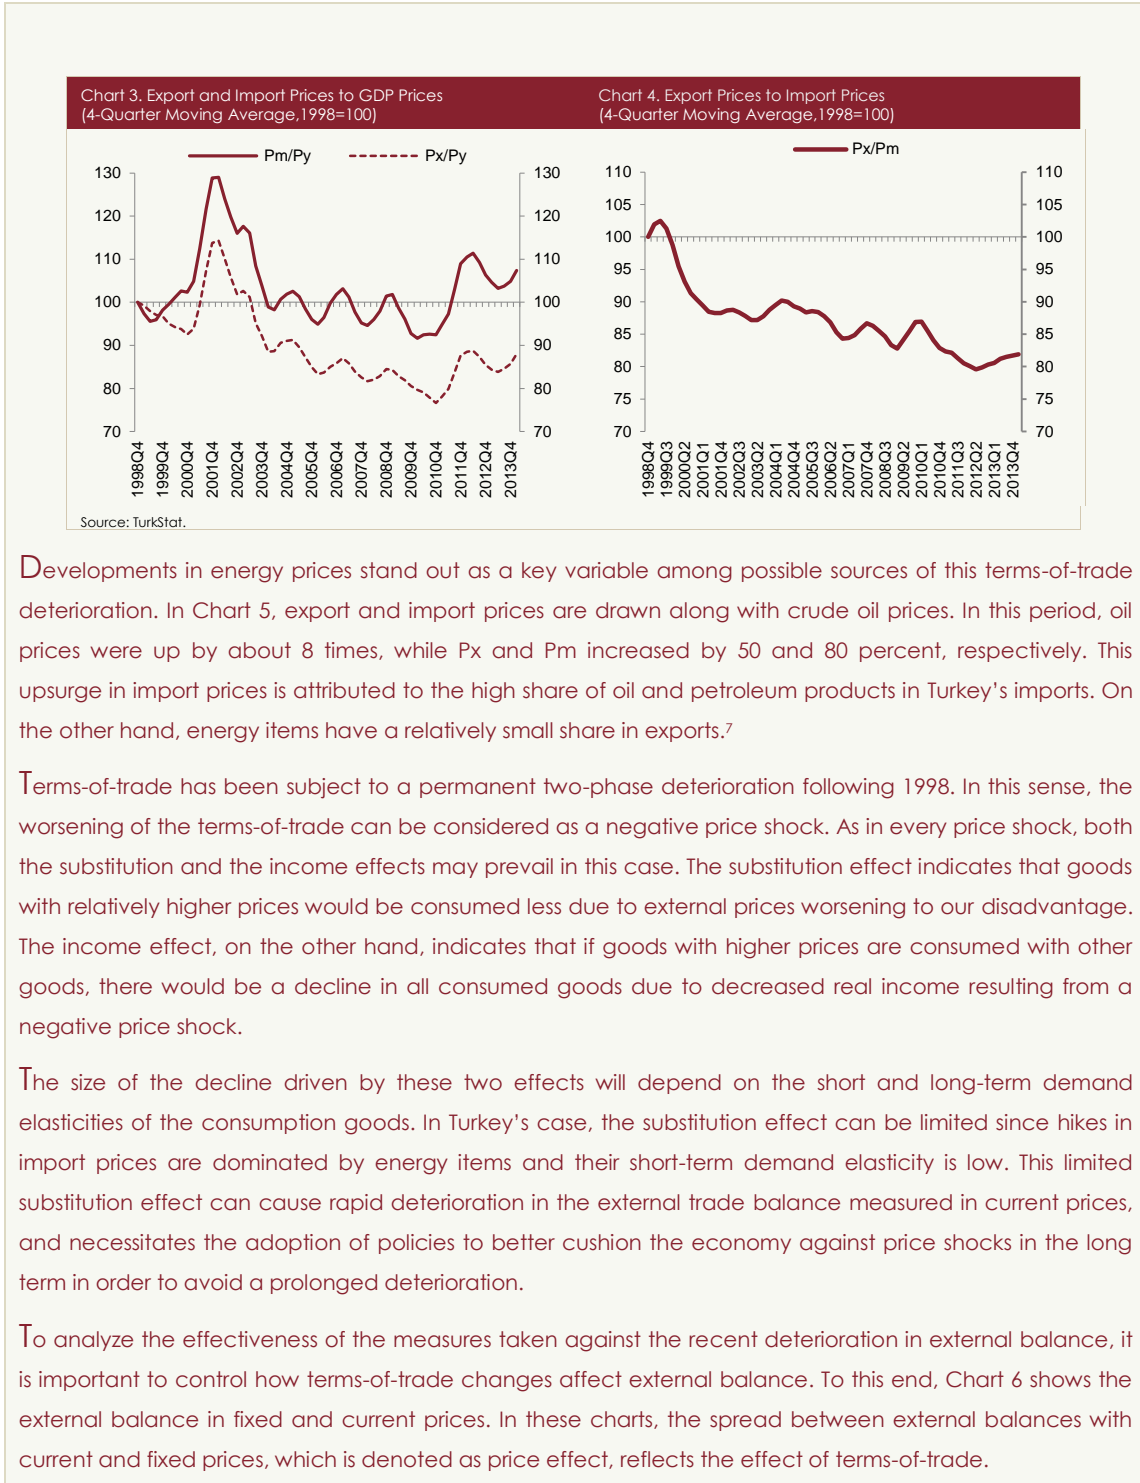 Chart 3. Export and Import Prices to GDP Prices
(4-Quarter Moving Average,1998=100)
Chart 4. Export Prices to Import Prices
(4-Quarter Moving Average,1998=100)
Pm/Py
Px/Py
130
120
110
100
90
80
70
130
120
110
100
90
80
70
1998Q4
1999Q4
2000Q4
2001Q4
2002Q4
2003Q4
2004Q4
2005Q4
2006Q4
2007Q4
2008Q4
2009Q4
2010Q4
2011Q4
2012Q4
2013Q4
Px/Pm
110
105
100
95
90
85
80
75
70
110
105
100
95
90
85
80
75
70
1998Q4
1999Q3
2000Q2
2001Q1
2001Q4
2002Q3
2003Q2
2004Q1
2004Q4
2005Q3
2006Q2
2007Q1
2007Q4
2008Q3
2009Q2
2010Q1
2010Q4
2011Q3
2012Q2
2013Q1
2013Q4
Source: TurkStat.
Developments in energy prices stand out as a key variable among possible sources of this terms-of-trade
deterioration. In Chart 5, export and import prices are drawn along with crude oil prices. In this period, oil
prices were up by about 8 times, while Px and Pm increased by 50 and 80 percent, respectively. This
upsurge in import prices is attributed to the high share of oil and petroleum products in Turkey’s imports. On
the other hand, energy items have a relatively small share in exports.7
Terms-of-trade has been subject to a permanent two-phase deterioration following 1998. In this sense, the
worsening of the terms-of-trade can be considered as a negative price shock. As in every price shock, both
the substitution and the income effects may prevail in this case. The substitution effect indicates that goods
with relatively higher prices would be consumed less due to external prices worsening to our disadvantage.
The income effect, on the other hand, indicates that if goods with higher prices are consumed with other
goods, there would be a decline in all consumed goods due to decreased real income resulting from a
negative price shock.
The size of the decline driven by these two effects will depend on the short and long-term demand
elasticities of the consumption goods. In Turkey’s case, the substitution effect can be limited since hikes in
import prices are dominated by energy items and their short-term demand elasticity is low. This limited
substitution effect can cause rapid deterioration in the external trade balance measured in current prices,
and necessitates the adoption of policies to better cushion the economy against price shocks in the long
term in order to avoid a prolonged deterioration.
To analyze the effectiveness of the measures taken against the recent deterioration in external balance, it
is important to control how terms-of-trade changes affect external balance. To this end, Chart 6 shows the
external balance in fixed and current prices. In these charts, the spread between external balances with
current and fixed prices, which is denoted as price effect, reflects the effect of terms-of-trade.